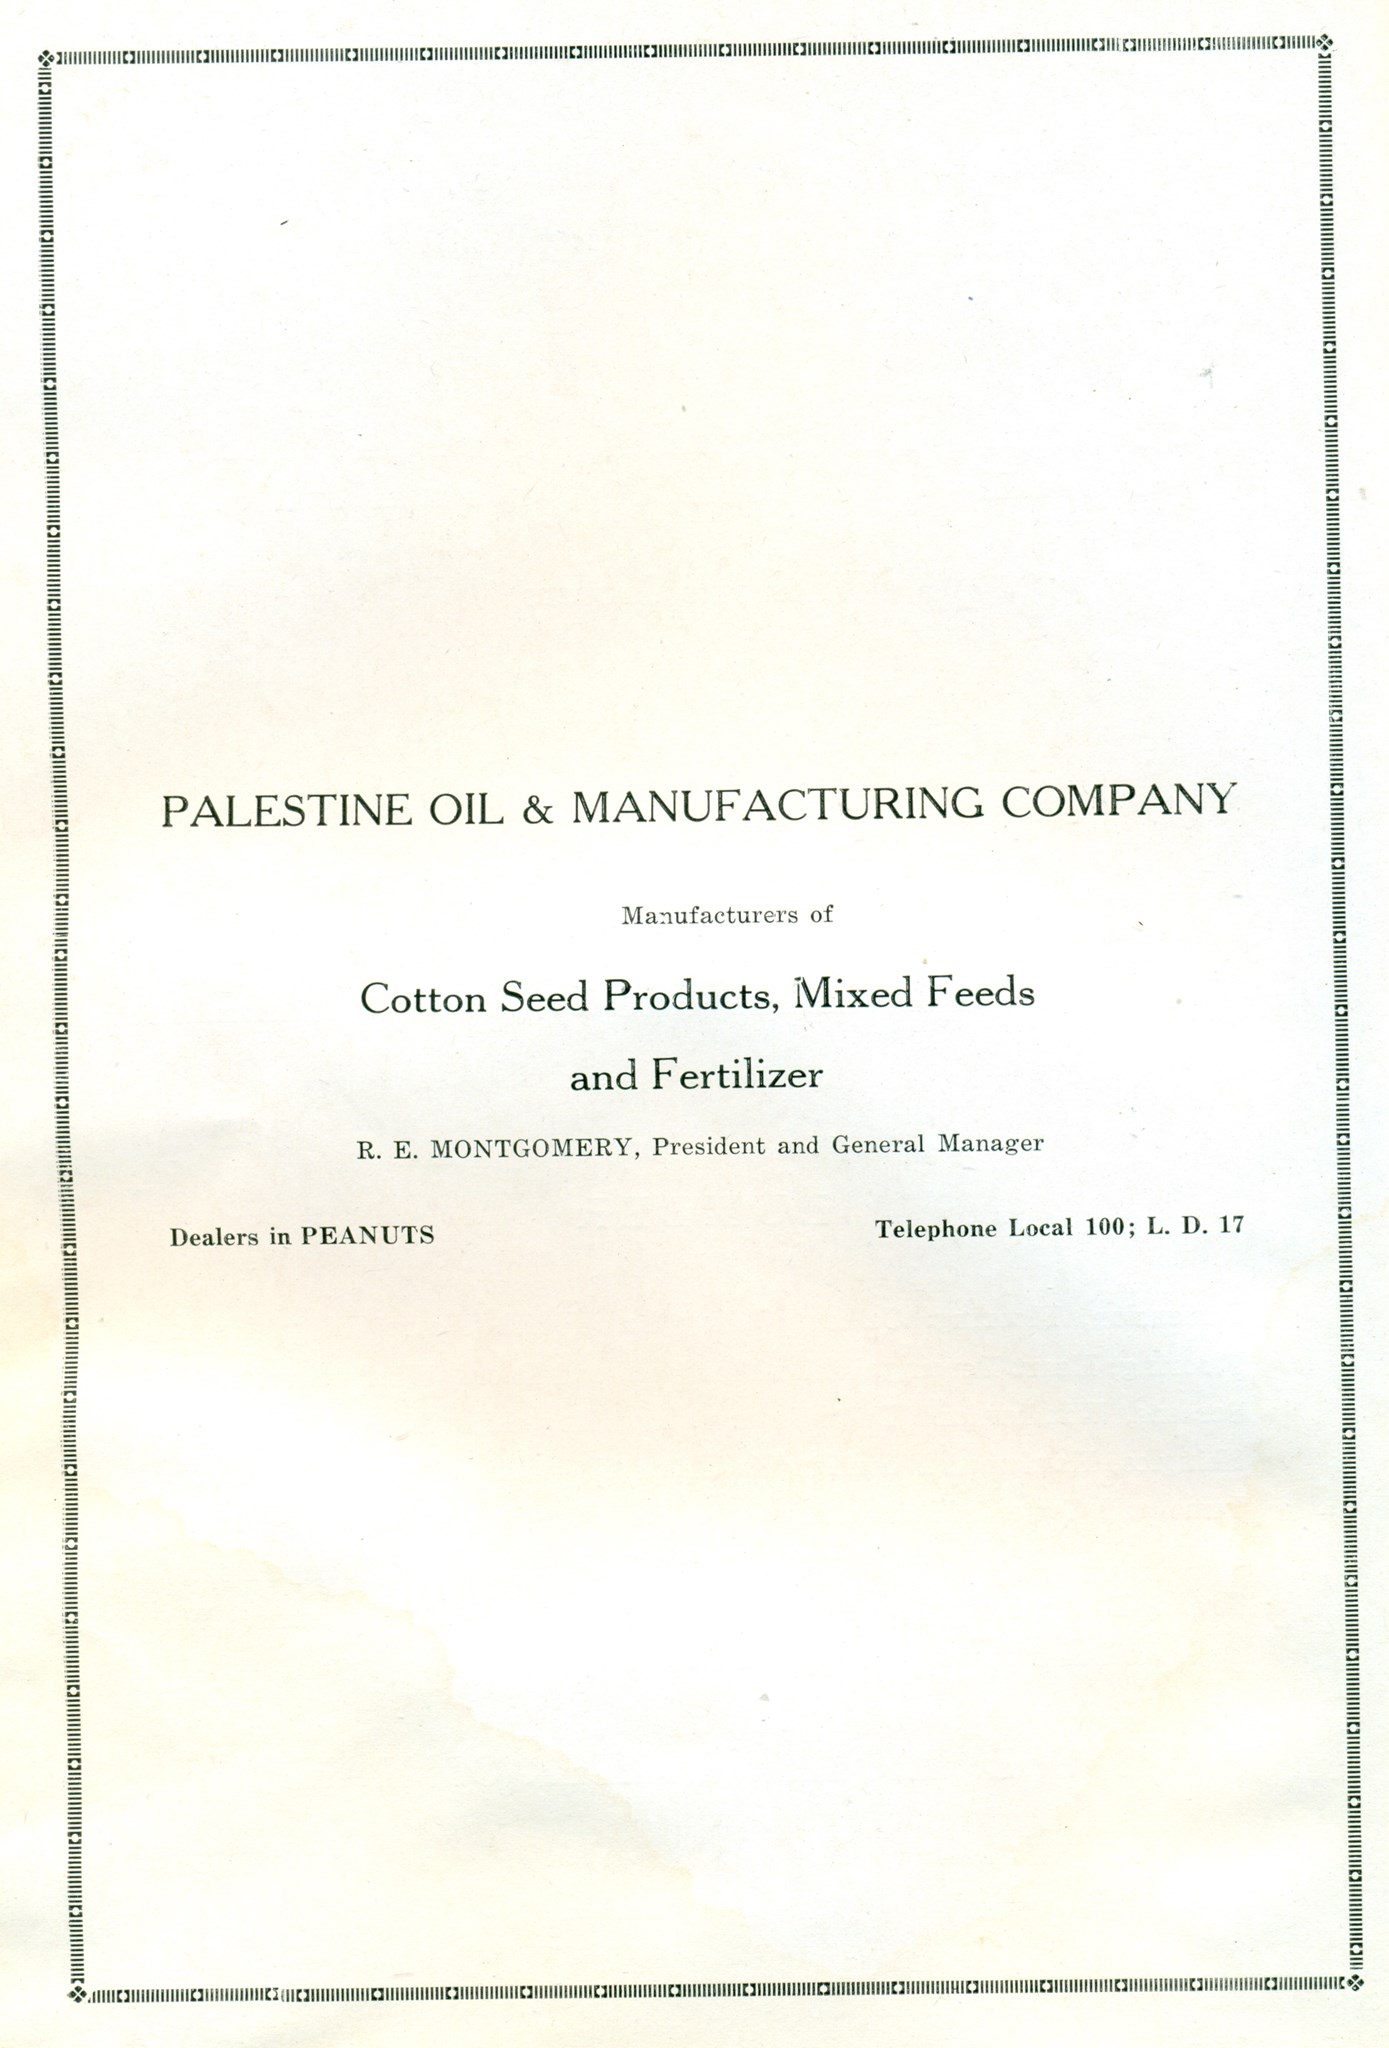 PALESTINE OIL & MANUFACTURING COMPANY
Manufacturers of
Cotton Seed Products, Mixed Feeds
and Fertilizer
R. E. MONTGOMERY, President and General Manager
Dealers in PEANUTS
Telephone Local 100; L. D. 17